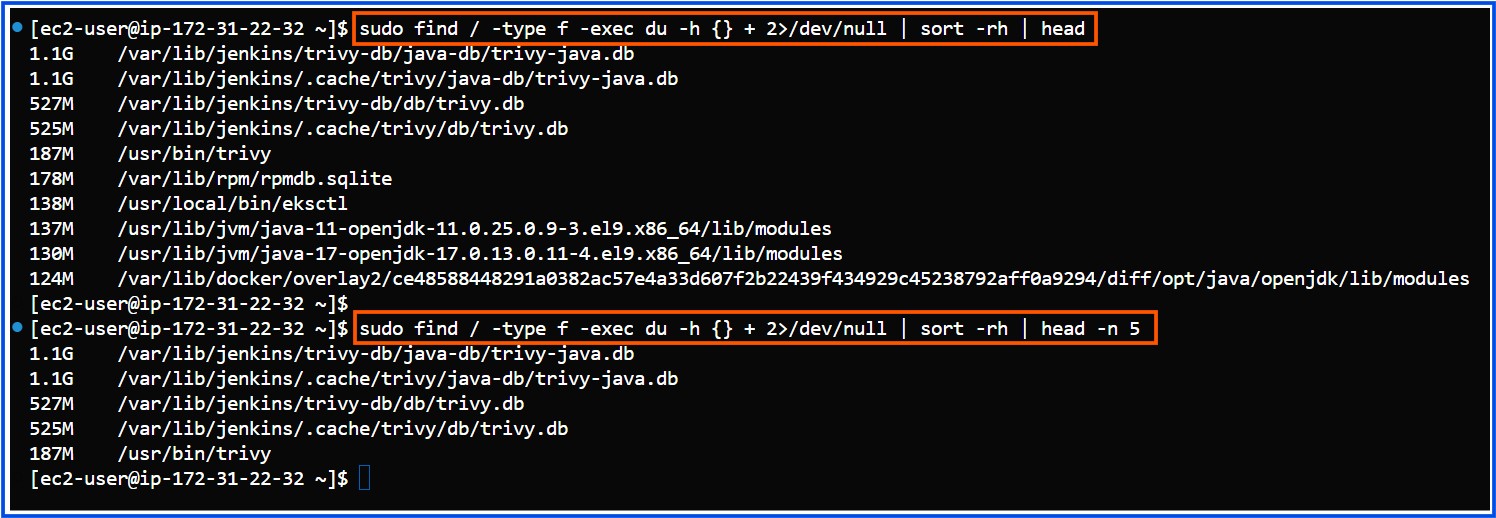 [ec2-user@ip-172-31-22-32 ~]$ sudo find / -type f -exec du -h {} + 2>/dev/null | sort -rh | head
1.1G    /var/lib/jenkins/trivy-db/java-db/trivy-java.db
1.1G    /var/lib/jenkins/.cache/trivy/java-db/trivy-java.db
527M    /var/lib/jenkins/trivy-db/db/trivy.db
525M    /var/lib/jenkins/.cache/trivy/db/trivy.db
187M    /usr/bin/trivy
178M    /var/lib/rpm/rpmdb.sqlite
138M    /usr/local/bin/eksctl
137M    /usr/lib/jvm/java-11-openjdk-11.0.25.0.9-3.el9.x86_64/lib/modules
130M    /usr/lib/jvm/java-17-openjdk-17.0.13.0.11-4.el9.x86_64/lib/modules
124M    /var/lib/docker/overlay2/ce48588448291a0382ac57e4a33d607f2b22439f434929c45238792aff0a9294/diff/opt/java/openjdk/lib/modules
[ec2-user@ip-172-31-22-32 ~]$
[ec2-user@ip-172-31-22-32 ~]$ sudo find / -type f -exec du -h {} + 2>/dev/null | sort -rh | head -n 5
1.1G    /var/lib/jenkins/trivy-db/java-db/trivy-java.db
1.1G    /var/lib/jenkins/.cache/trivy/java-db/trivy-java.db
527M    /var/lib/jenkins/trivy-db/db/trivy.db
525M    /var/lib/jenkins/.cache/trivy/db/trivy.db
187M    /usr/bin/trivy
[ec2-user@ip-172-31-22-32 ~]$